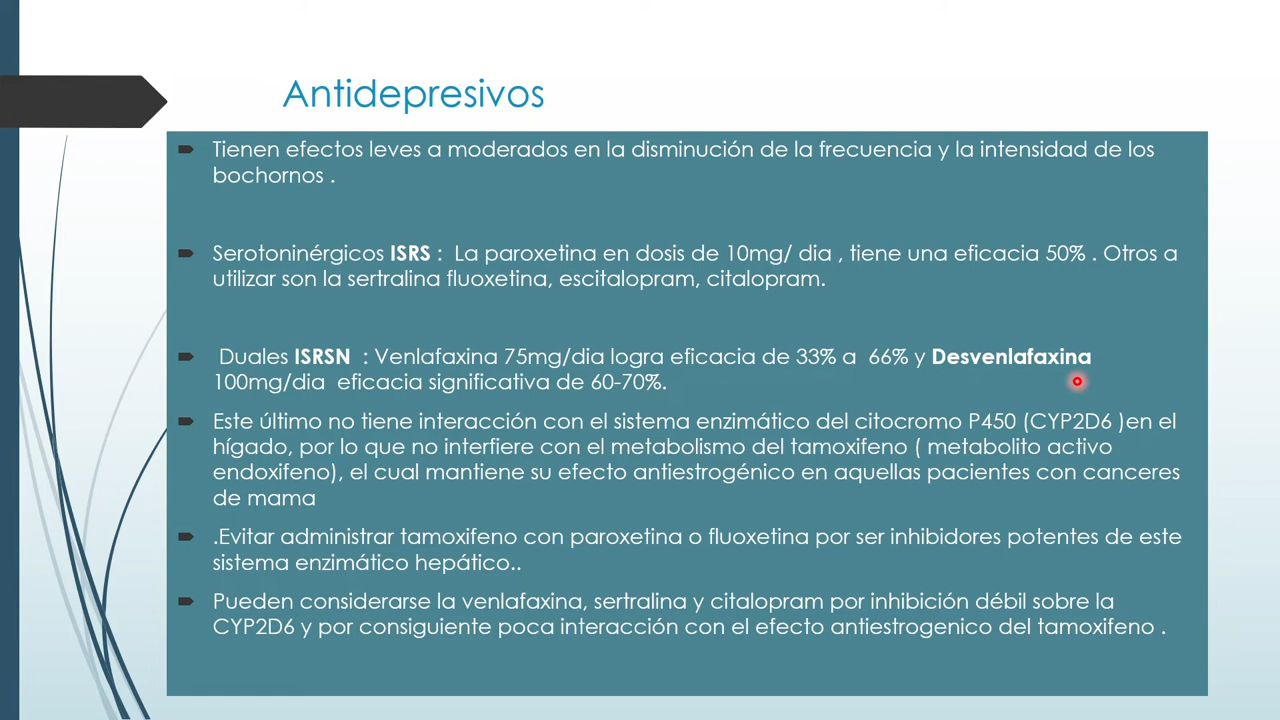 Antidepresivos
Tienen efectos leves a moderados en la disminución de la frecuencia y la intensidad de los
bochornos .
Serotoninérgicos ISRS : La paroxetina en dosis de 10mg/ dia , tiene una eficacia 50% . Otros a
utilizar son la sertralina fluoxetina, escitalopram, citalopram.
Duales ISRSN : Venlafaxina 75mg/dia logra eficacia de 33% a 66% y Desvenlafaxina
100mg/dia eficacia significativa de 60-70%.
Este último no tiene interacción con el sistema enzimático del citocromo P450 (CYP2D6 )en el
hígado, por lo que no interfiere con el metabolismo del tamoxifeno ( metabolito activo
endoxifeno), el cual mantiene su efecto antiestrogénico en aquellas pacientes con canceres
de mama
.Evitar administrar tamoxifeno con paroxetina o fluoxetina por ser inhibidores potentes de este
sistema enzimático hepático..
Pueden considerarse la venlafaxina, sertralina y citalopram por inhibición débil sobre la
CYP2D6 y por consiguiente poca interacción con el efecto antiestrogenico del tamoxifeno .